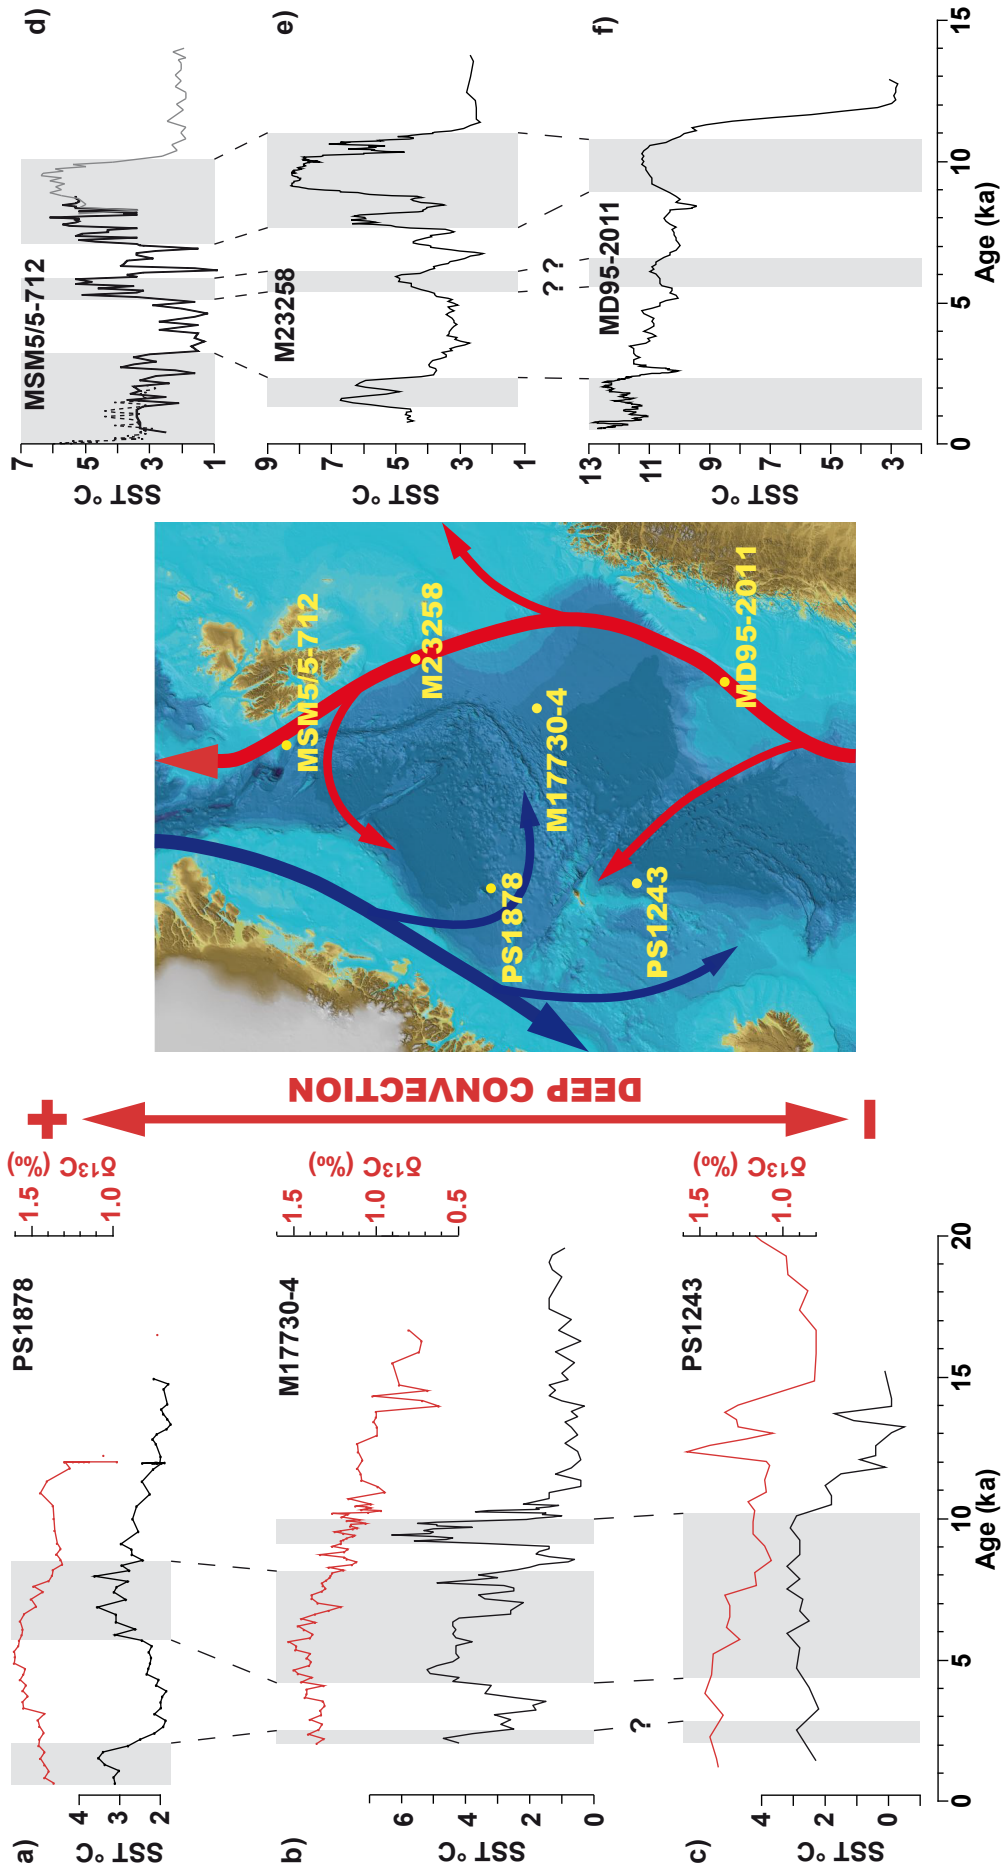 a)
PS1878
δ13C (‰)
1.5
1.0
4
3
2
SST °C
b)
M17730-4
δ13C (‰)
1.5
1.0
0.5
6
4
2
0
SST °C
c)
PS1243
δ13C (‰)
1.5
1.0
4
2
0
SST °C
?
0
5
10
15
20
Age (ka)
+
DEEP CONVECTION
–
MSM5/5-712
M23258
PS1878
M17730-4
PS1243
MD95-2011
d)
MSM5/5-712
7
5
3
1
SST °C
e)
M23258
9
7
5
3
1
SST °C
? ?
f)
MD95-2011
13
11
9
7
5
3
SST °C
0
5
10
15
Age (ka)